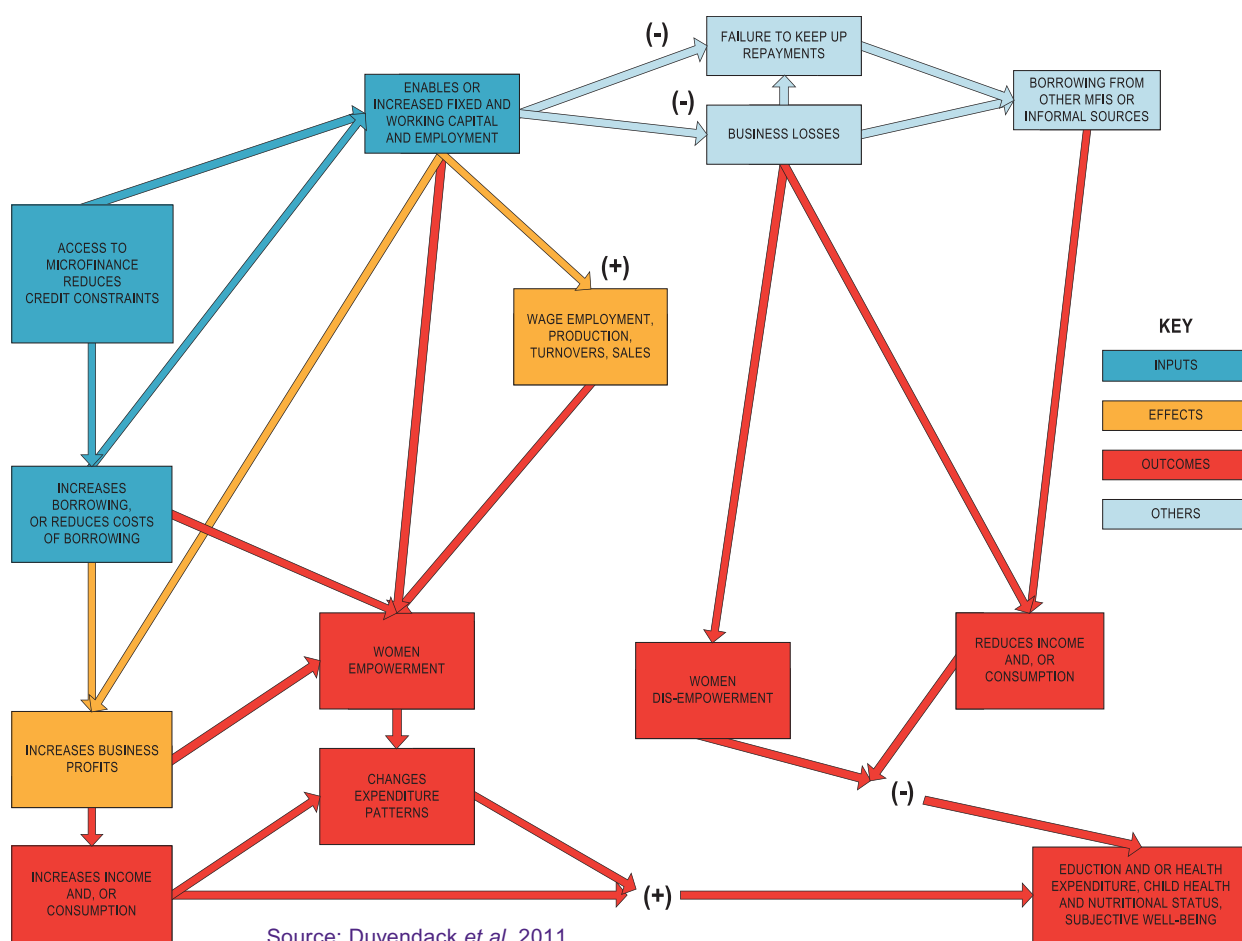 (-)
FAILURE TO KEEP UP
REPAYMENTS
ENABLES OR
INCREASED FIXED AND
WORKING CAPITAL
AND EMPLOYMENT
(-)
BUSINESS LOSSES
BORROWING FROM
OTHER MFIS OR
INFORMAL SOURCES
ACCESS TO
MICROFINANCE
REDUCES
CREDIT CONSTRAINTS
(+)
WAGE EMPLOYMENT,
PRODUCTION,
TURNOVERS, SALES
KEY
INPUTS
EFFECTS
OUTCOMES
OTHERS
INCREASES
BORROWING,
OR REDUCES COSTS
OF BORROWING
WOMEN
EMPOWERMENT
WOMEN
DIS-EMPOWERMENT
REDUCES INCOME
AND, OR
CONSUMPTION
INCREASES BUSINESS
PROFITS
CHANGES
EXPENDITURE
PATTERNS
(-)
INCREASES INCOME
AND, OR
CONSUMPTION
(+)
EDUCTION AND OR HEALTH
EXPENDITURE, CHILD HEALTH
AND NUTRITIONAL STATUS,
SUBJECTIVE WELL-BEING
Source: Duvendack et al. 2011